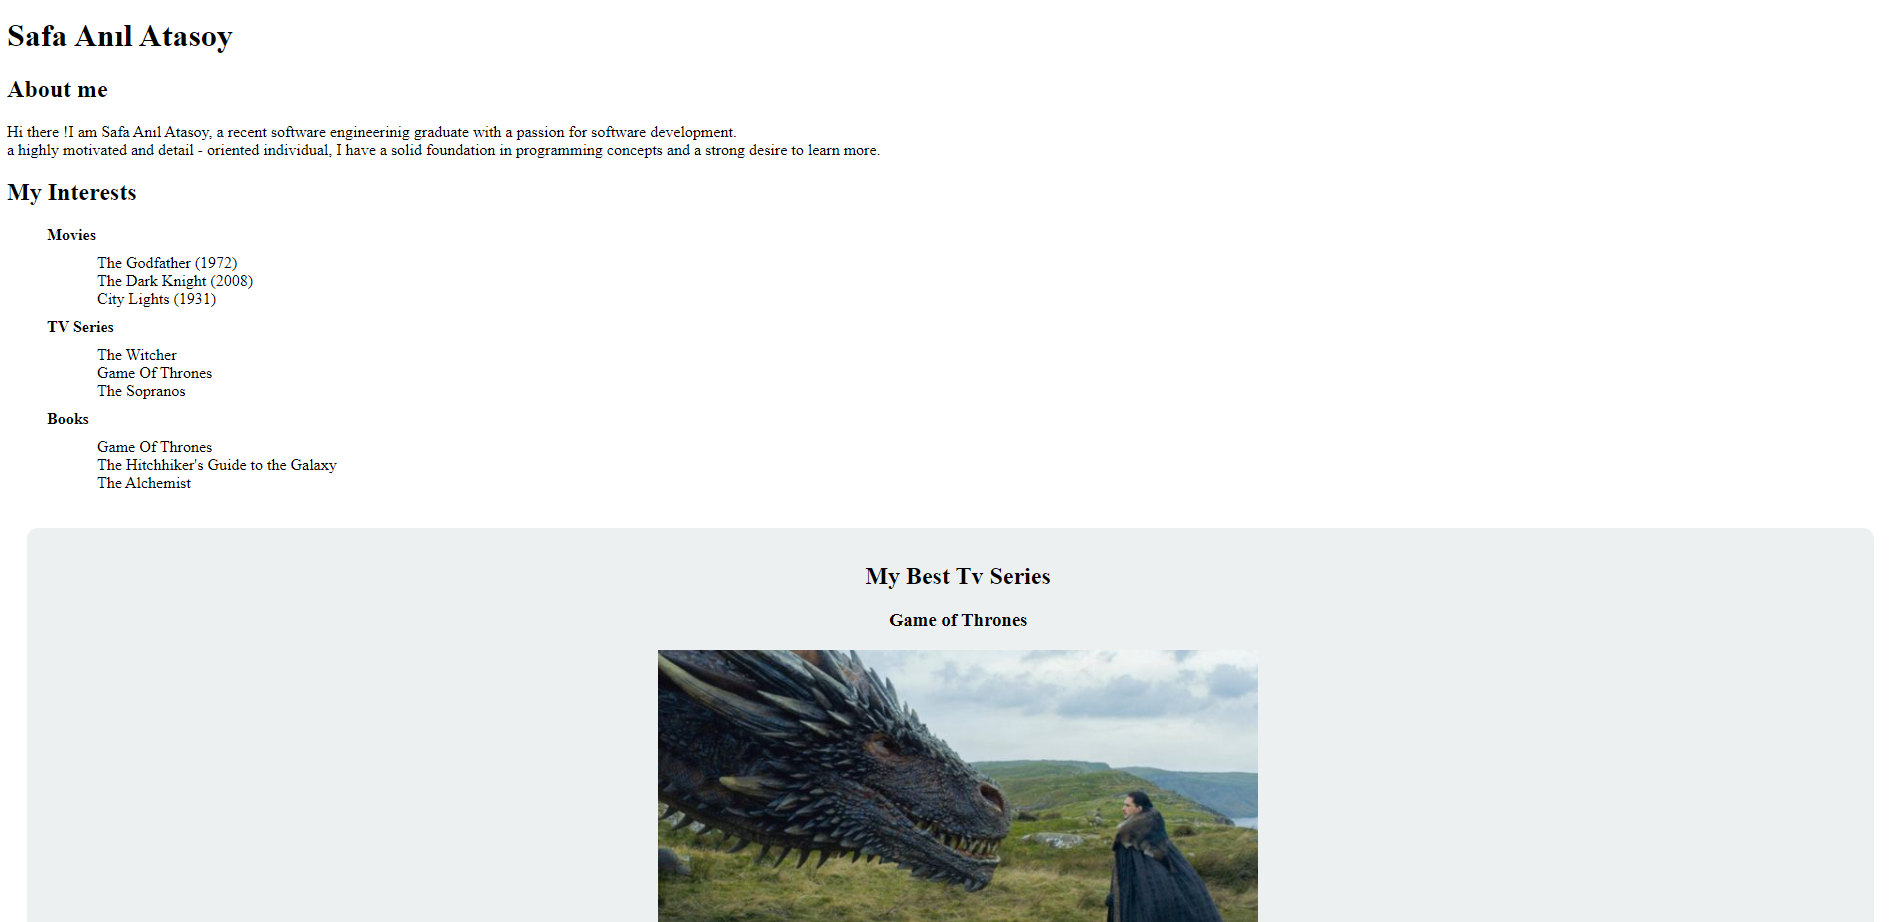 Safa Anıl Atasoy
About me
Hi there !I am Safa Anıl Atasoy, a recent software engineerinig graduate with a passion for software development.
a highly motivated and detail - oriented individual, I have a solid foundation in programming concepts and a strong desire to learn more.
My Interests
Movies
The Godfather (1972)
The Dark Knight (2008)
City Lights (1931)
TV Series
The Witcher
Game Of Thrones
The Sopranos
Books
Game Of Thrones
The Hitchhiker's Guide to the Galaxy
The Alchemist
My Best Tv Series
Game of Thrones